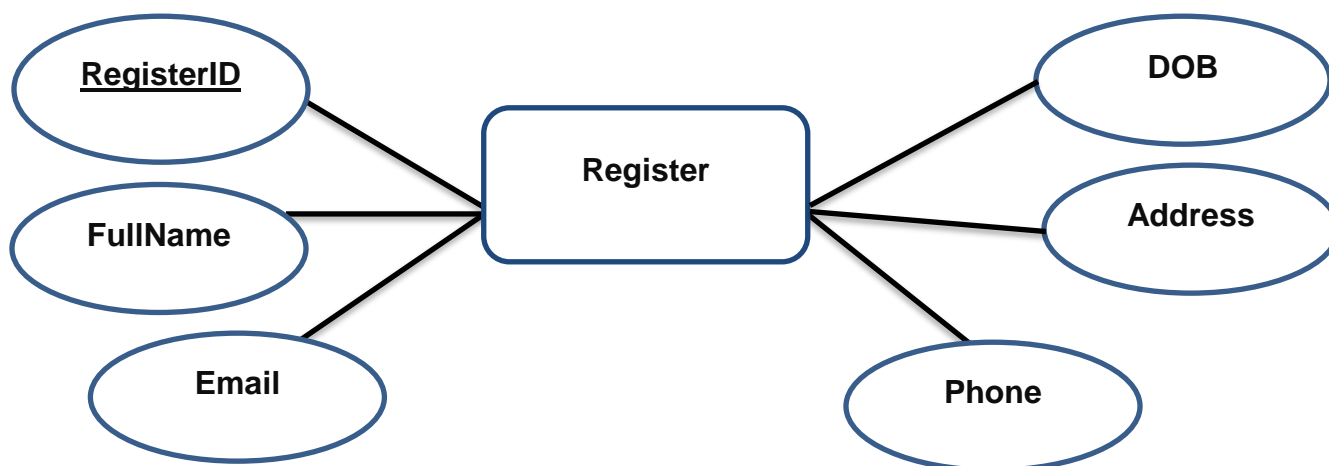 RegisterID
DOB
Register
FullName
Address
Email
Phone